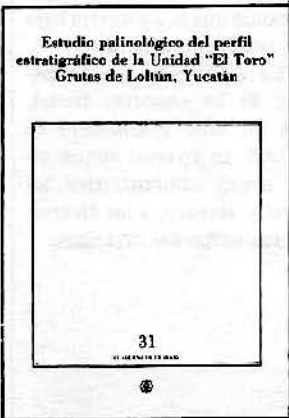 Estudio palinológico del perfil
estratigráfico de la Unidad "El Toro"
Grutas de Loltún, Yucatán
31